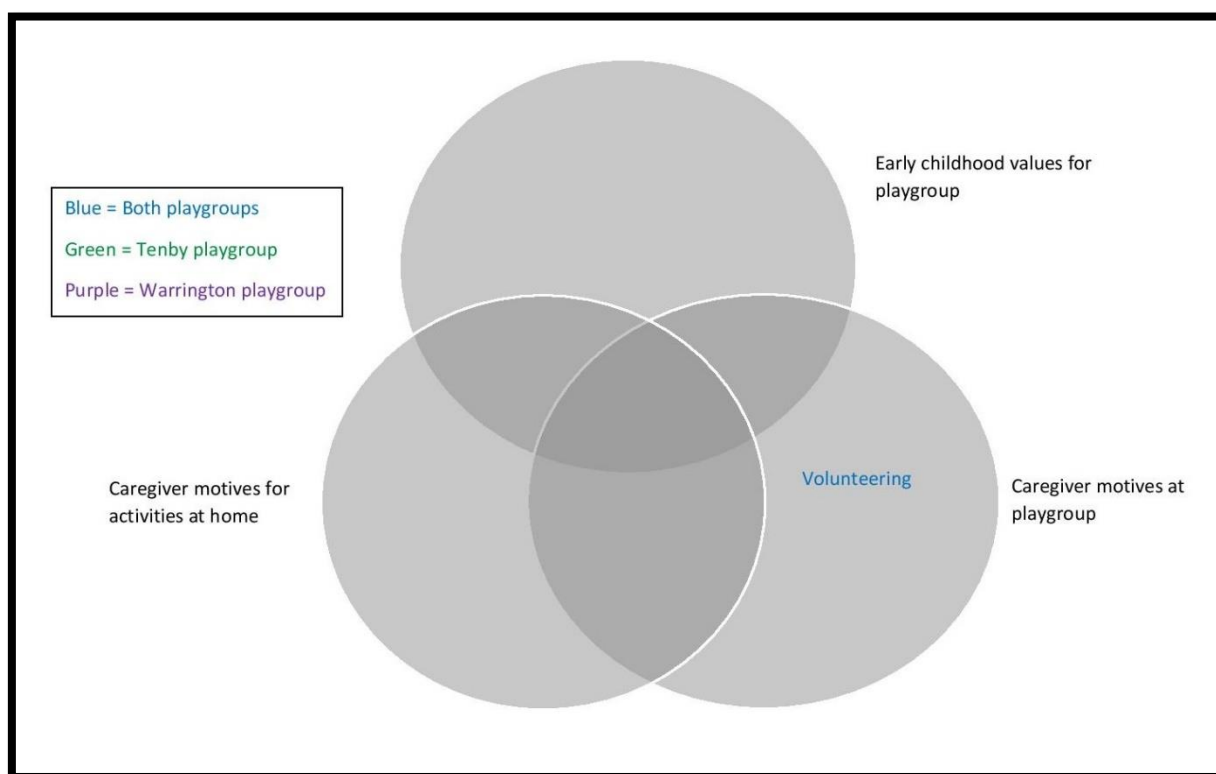 Early childhood values for
playgroup
Blue = Both playgroups
Green = Tenby playgroup
Purple = Warrington playgroup
Caregiver motives for
activities at home
Volunteering
Caregiver motives at
playgroup